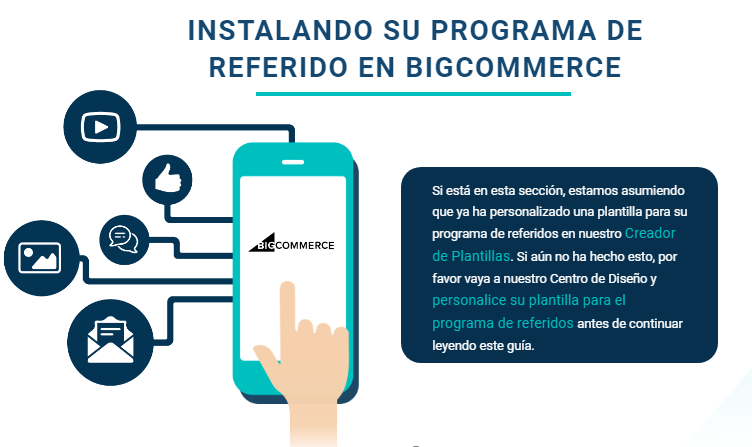 INSTALANDO SU PROGRAMA DE
REFERIDO EN BIGCOMMERCE
BIGCOMMERCE
Si está en esta sección, estamos asumiendo
que ya ha personalizado una plantilla para su
programa de referidos en nuestro Creador
de Plantillas. Si aún no ha hecho esto, por
favor vaya a nuestro Centro de Diseño y
personalice su plantilla para el
programa de referidos antes de continuar
leyendo este guía.